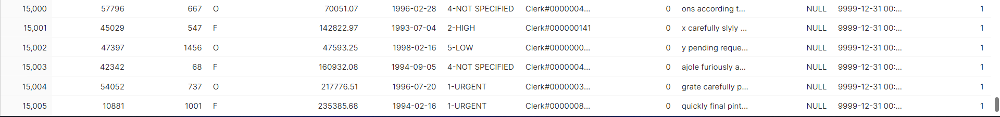 15,000 57796 667 O 70051.07 1996-02-28 4-NOT SPECIFIED Clerk#0000004... 0 ons according t... NULL 9999-12-31 00:... 1
15,001 45029 547 F 142822.97 1993-07-04 2-HIGH Clerk#000000141 0 x carefully slyly ... NULL 9999-12-31 00:... 1
15,002 47397 1456 O 47593.25 1998-02-16 5-LOW Clerk#0000000... 0 y pending reque... NULL 9999-12-31 00:... 1
15,003 42342 68 F 160932.08 1994-09-05 4-NOT SPECIFIED Clerk#0000004... 0 ajole furiously a... NULL 9999-12-31 00:... 1
15,004 54052 737 O 217776.51 1996-07-20 1-URGENT Clerk#0000003... 0 grate carefully p... NULL 9999-12-31 00:... 1
15,005 10881 1001 F 235385.68 1994-02-16 1-URGENT Clerk#0000008... 0 quickly final pint... NULL 9999-12-31 00:... 1